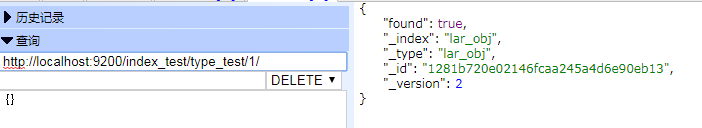 历史记录
查询
http://localhost:9200/index_test/type_test/1/
DELETE
{}
{
"found": true,
"_index": "lar_obj",
"_type": "lar_obj",
"_id": "1281b720e02146fcaa245a4d6e90eb13",
"_version": 2
}